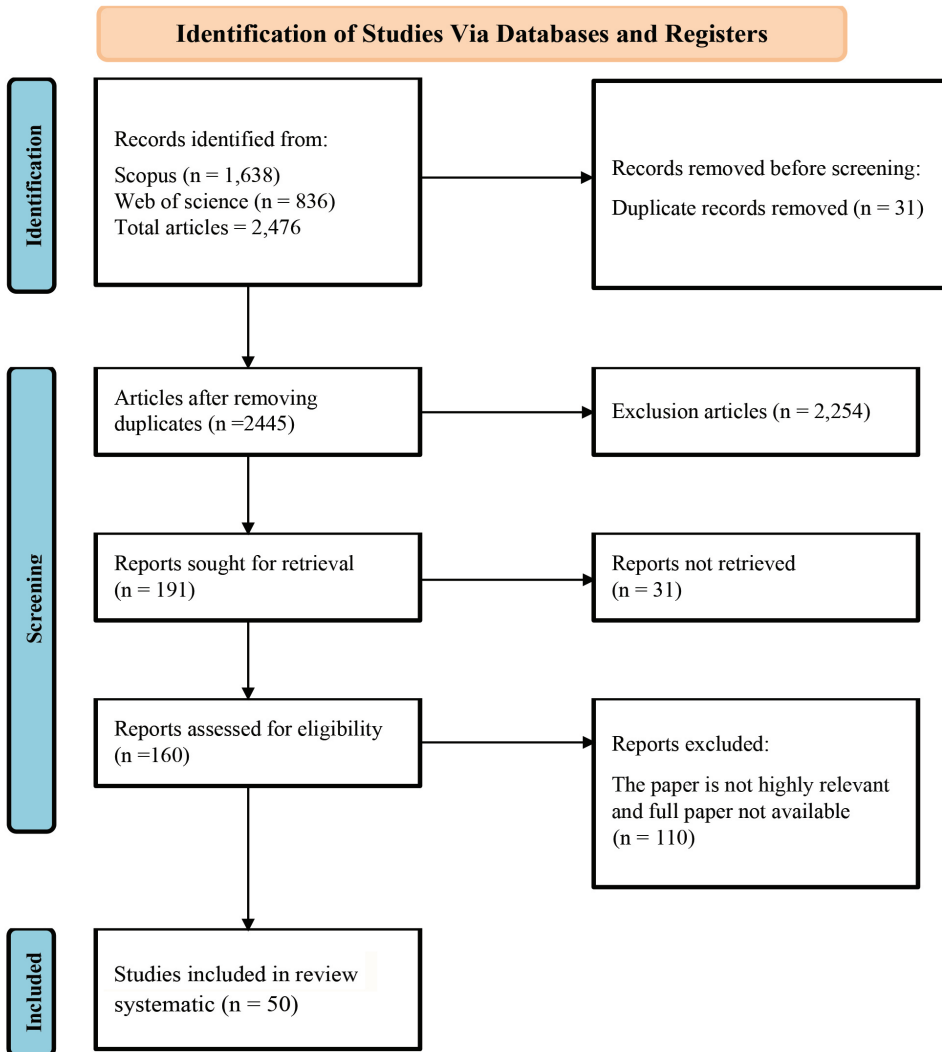 Identification of Studies Via Databases and Registers
Identification
Records identified from:
Scopus (n = 1,638)
Web of science (n = 836)
Total articles = 2,476
Records removed before screening:
Duplicate records removed (n = 31)
Screening
Articles after removing
duplicates (n =2445)
Exclusion articles (n = 2,254)
Reports sought for retrieval
(n = 191)
Reports not retrieved
(n = 31)
Reports assessed for eligibility
(n =160)
Reports excluded:
The paper is not highly relevant
and full paper not available
(n = 110)
Included
Studies included in review
systematic (n = 50)